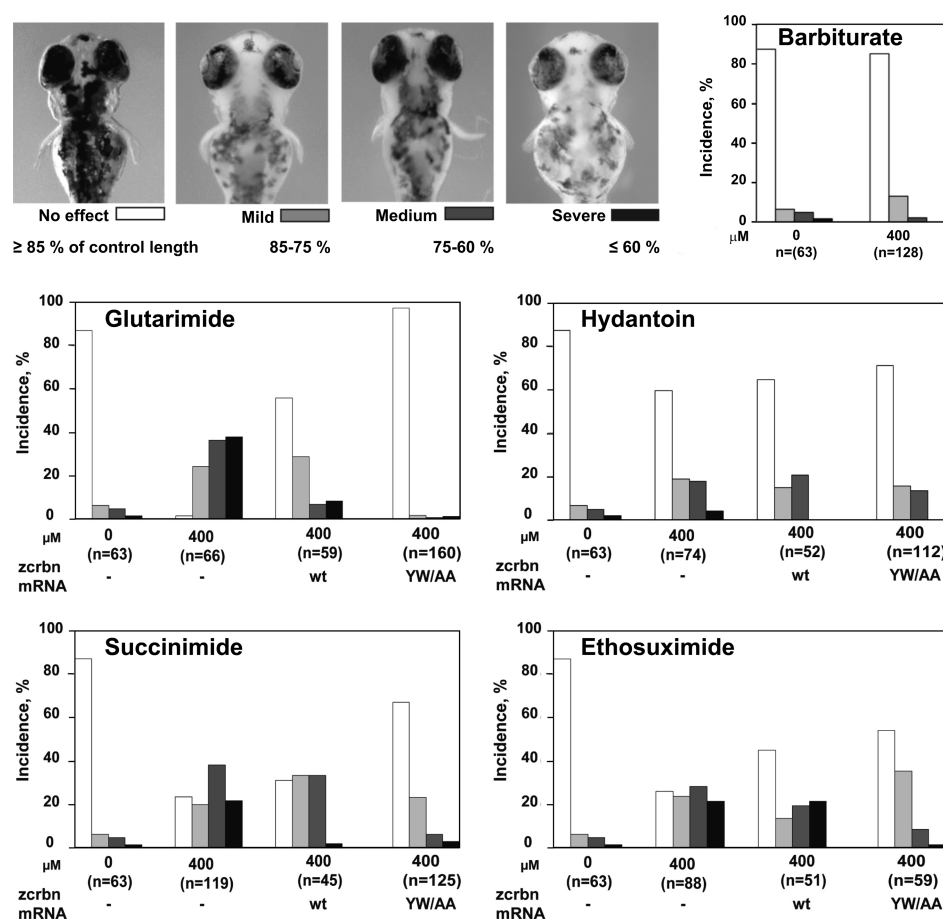 No effect
Mild
Medium
Severe
≥ 85 % of control length
85-75 %
75-60 %
≤ 60 %
Barbiturate
Incidence, %
100
80
60
40
20
0
μM
0
400
n=(63)
(n=128)
Glutarimide
Incidence, %
100
80
60
40
20
0
μM
0
400
400
400
(n=63)
(n=66)
(n=59)
(n=160)
zcrbn
mRNA
-
-
wt
YW/AA
Hydantoin
Incidence, %
100
80
60
40
20
0
μM
0
400
400
400
(n=63)
(n=74)
(n=52)
(n=112)
zcrbn
mRNA
-
-
wt
YW/AA
Succinimide
Incidence, %
100
80
60
40
20
0
μM
0
400
400
400
(n=63)
(n=119)
(n=45)
(n=125)
zcrbn
mRNA
-
-
wt
YW/AA
Ethosuximide
Incidence, %
100
80
60
40
20
0
μM
0
400
400
400
(n=63)
(n=88)
(n=51)
(n=59)
zcrbn
mRNA
-
-
wt
YW/AA